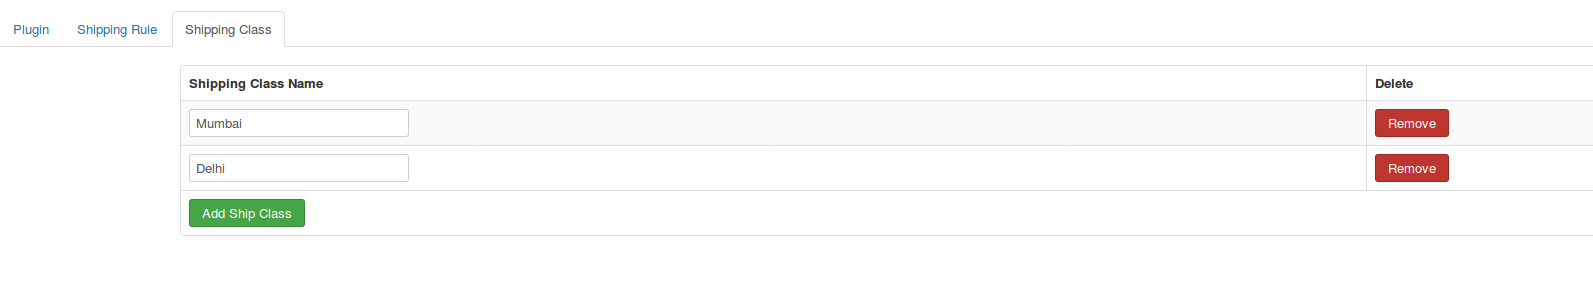 Plugin Shipping Rule Shipping Class
Shipping Class Name Delete
Mumbai Remove
Delhi Remove
Add Ship Class